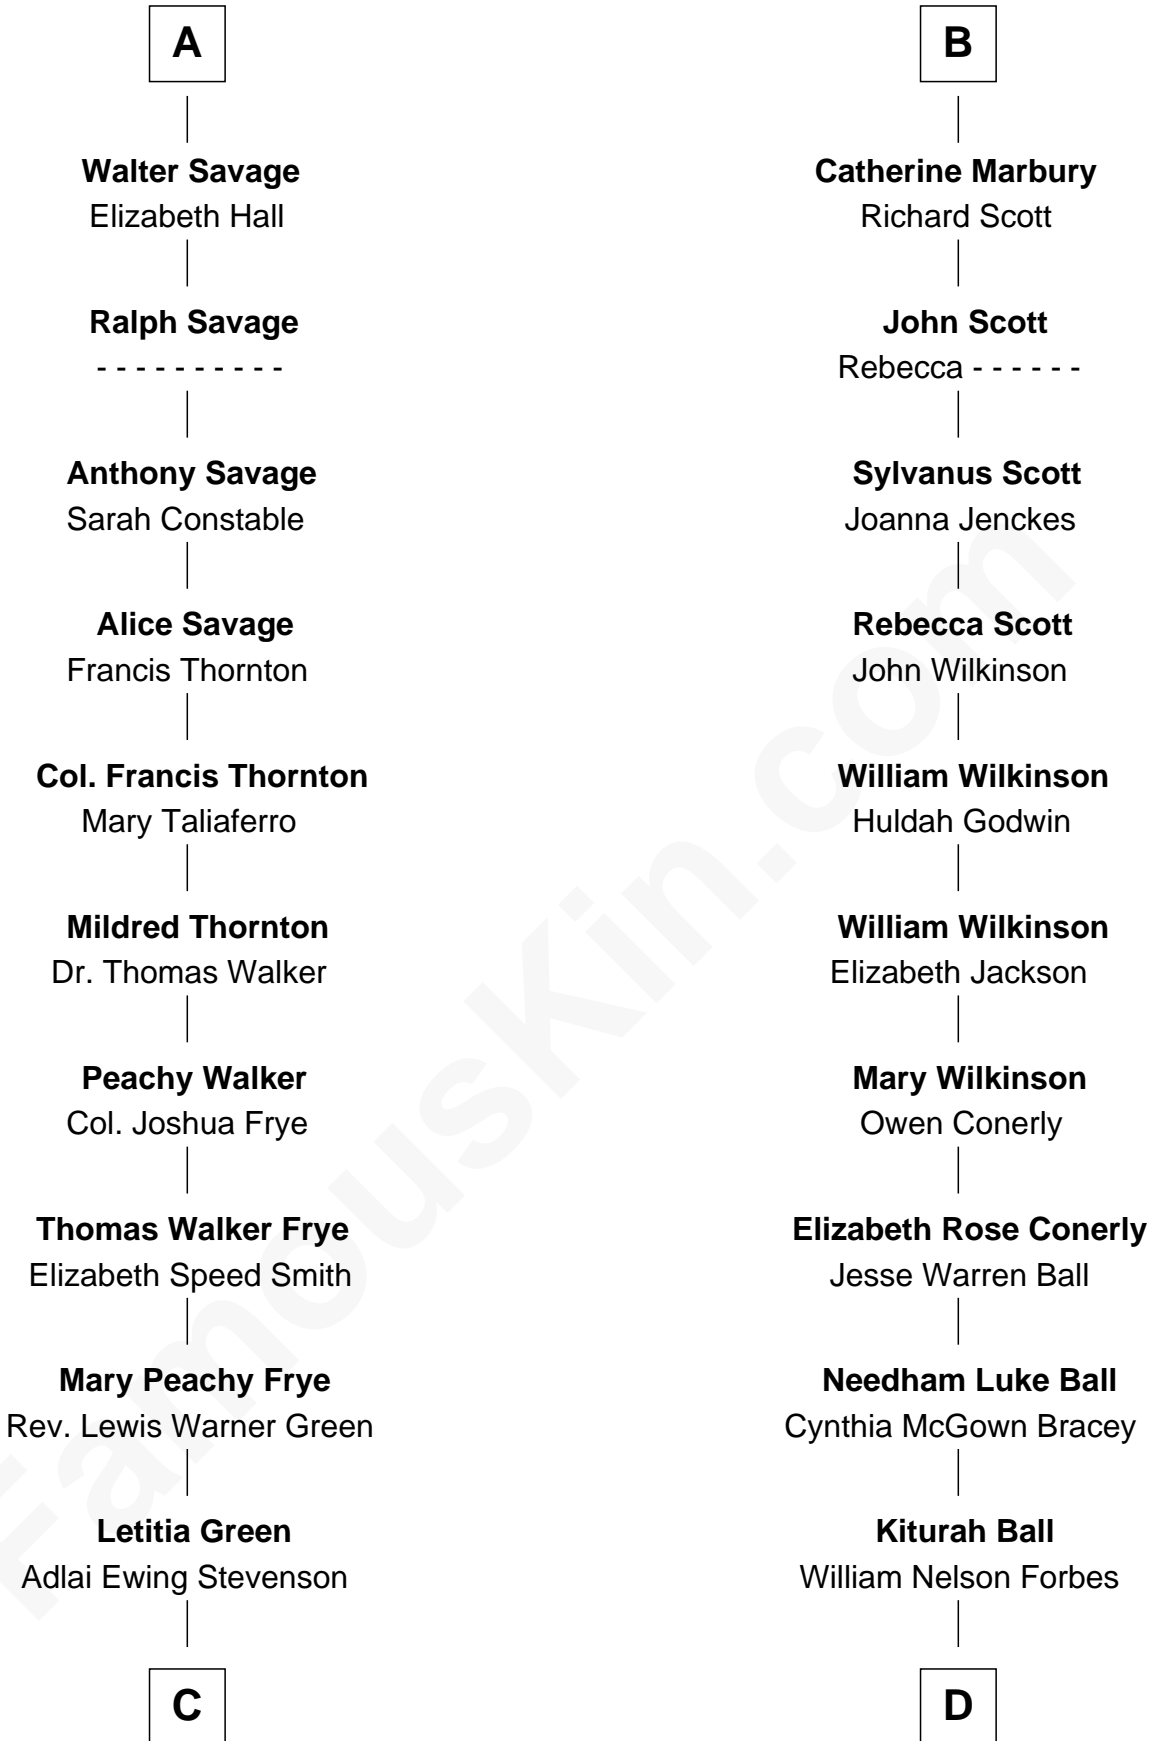 A
Walter Savage
Elizabeth Hall
Ralph Savage
- - - - - - - - - -
Anthony Savage
Sarah Constable
Alice Savage
Francis Thornton
Col. Francis Thornton
Mary Taliaferro
Mildred Thornton
Dr. Thomas Walker
Peachy Walker
Col. Joshua Frye
Thomas Walker Frye
Elizabeth Speed Smith
Mary Peachy Frye
Rev. Lewis Warner Green
Letitia Green
Adlai Ewing Stevenson
C
B
Catherine Marbury
Richard Scott
John Scott
Rebecca - - - - - -
Sylvanus Scott
Joanna Jenckes
Rebecca Scott
John Wilkinson
William Wilkinson
Huldah Godwin
William Wilkinson
Elizabeth Jackson
Mary Wilkinson
Owen Conerly
Elizabeth Rose Conerly
Jesse Warren Ball
Needham Luke Ball
Cynthia McGown Bracey
Kiturah Ball
William Nelson Forbes
D
FamousKin.com